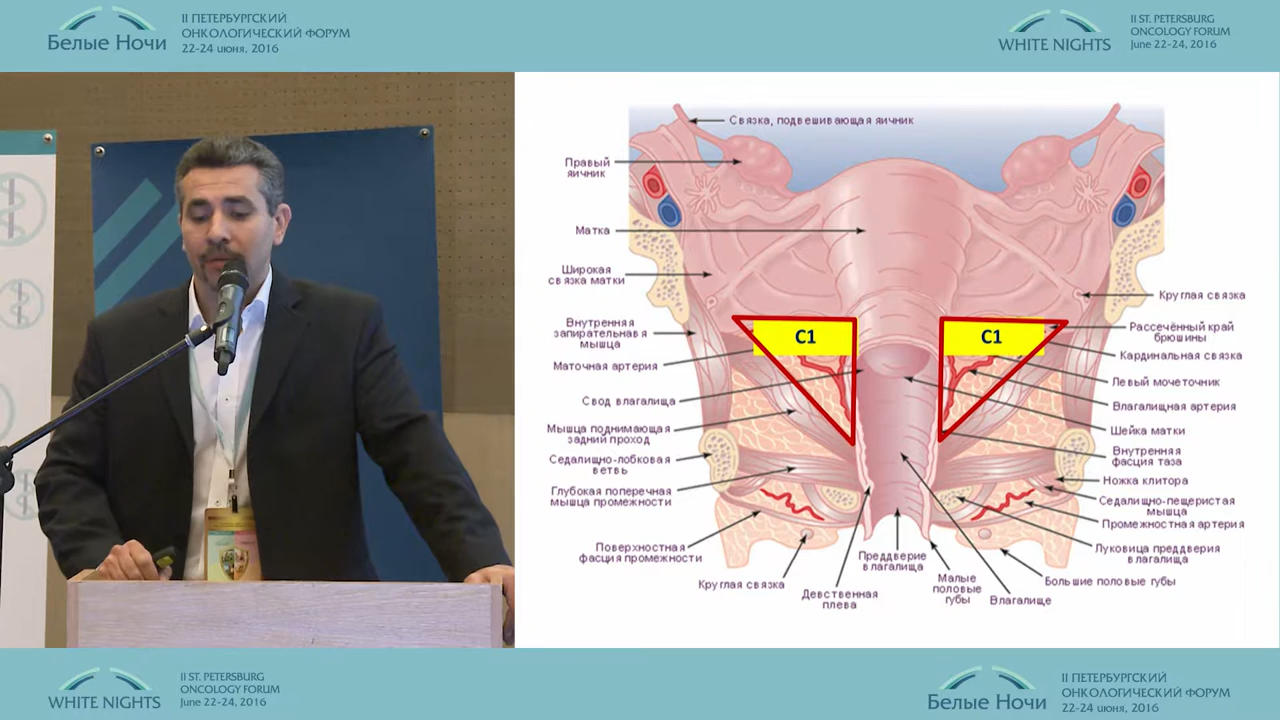 Белые Ночи
II ПЕТЕРБУРГСКИЙ
ОНКОЛОГИЧЕСКИЙ ФОРУМ
22-24 июня, 2016
WHITE NIGHTS
II ST. PETERSBURG
ONCOLOGY FORUM
June 22-24, 2016
Связка, подвешивающая яичник
Правый
яичник
Матка
Широкая
связка матки
Внутренняя
запирательная
мышца
Маточная артерия
Свод влагалища
Мышца поднимающая
задний проход
Седалищно-лобковая
ветвь
Глубокая поперечная
мышца промежности
Поверхностная
фасция промежности
Круглая связка
Девственная
плева
Преддверие
влагалища
Малые
половые
губы
Влагалище
C1
C1
Круглая связка
Рассечённый край
брюшины
Кардинальная связка
Левый мочеточник
Влагалищная артерия
Шейка матки
Внутренняя
фасция таза
Ножка клитора
Седалищно-пещеристая
мышца
Промежностная артерия
Луковица преддверия
влагалища
Большие половые губы
WHITE NIGHTS
II ST. PETERSBURG
ONCOLOGY FORUM
June 22-24, 2016
Белые Ночи
II ПЕТЕРБУРГСКИЙ
ОНКОЛОГИЧЕСКИЙ ФОРУМ
22-24 июня, 2016